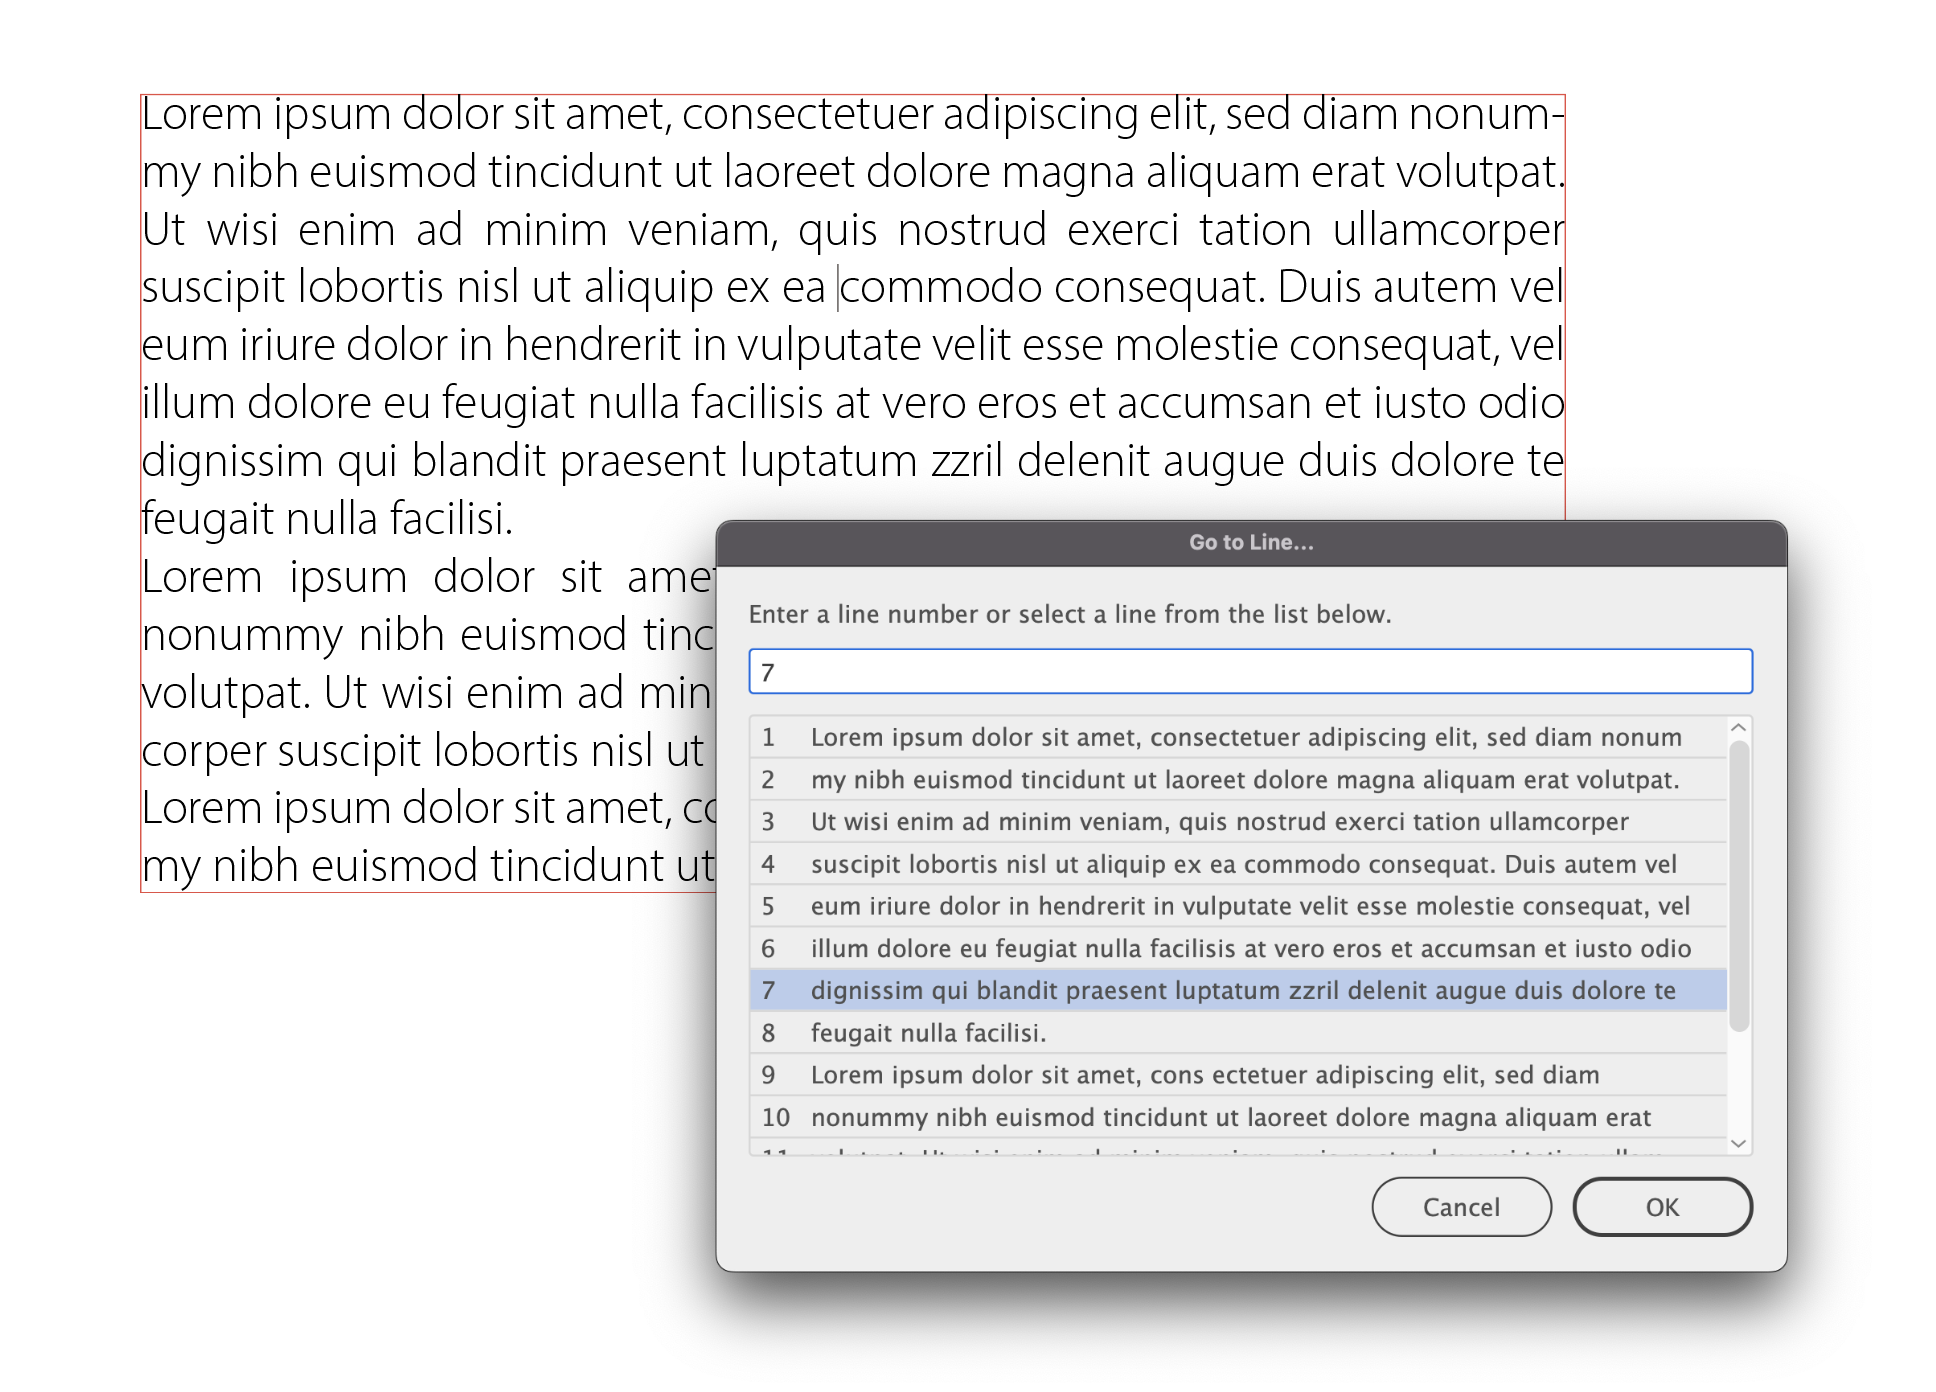 Lorem ipsum dolor sit amet, consectetuer adipiscing elit, sed diam nonum-
my nibh euismod tincidunt ut laoreet dolore magna aliquam erat volutpat.
Ut wisi enim ad minim veniam, quis nostrud exerci tation ullamcorper
suscipit lobortis nisl ut aliquip ex ea commodo consequat. Duis autem vel
eum iriure dolor in hendrerit in vulputate velit esse molestie consequat, vel
illum dolore eu feugiat nulla facilisis at vero eros et accumsan et iusto odio
dignissim qui blandit praesent luptatum zzril delenit augue duis dolore te
feugait nulla facilisi.
Lorem ipsum dolor sit amet
nonummy nibh euismod tinc
volutpat. Ut wisi enim ad min
corper suscipit lobortis nisl ut
Lorem ipsum dolor sit amet, co
my nibh euismod tincidunt ut
Go to Line...
Enter a line number or select a line from the list below.
7
1 Lorem ipsum dolor sit amet, consectetuer adipiscing elit, sed diam nonum
2 my nibh euismod tincidunt ut laoreet dolore magna aliquam erat volutpat.
3 Ut wisi enim ad minim veniam, quis nostrud exerci tation ullamcorper
4 suscipit lobortis nisl ut aliquip ex ea commodo consequat. Duis autem vel
5 eum iriure dolor in hendrerit in vulputate velit esse molestie consequat, vel
6 illum dolore eu feugiat nulla facilisis at vero eros et accumsan et iusto odio
7 dignissim qui blandit praesent luptatum zzril delenit augue duis dolore te
8 feugait nulla facilisi.
9 Lorem ipsum dolor sit amet, cons ectetuer adipiscing elit, sed diam
10 nonummy nibh euismod tincidunt ut laoreet dolore magna aliquam erat
Cancel
OK